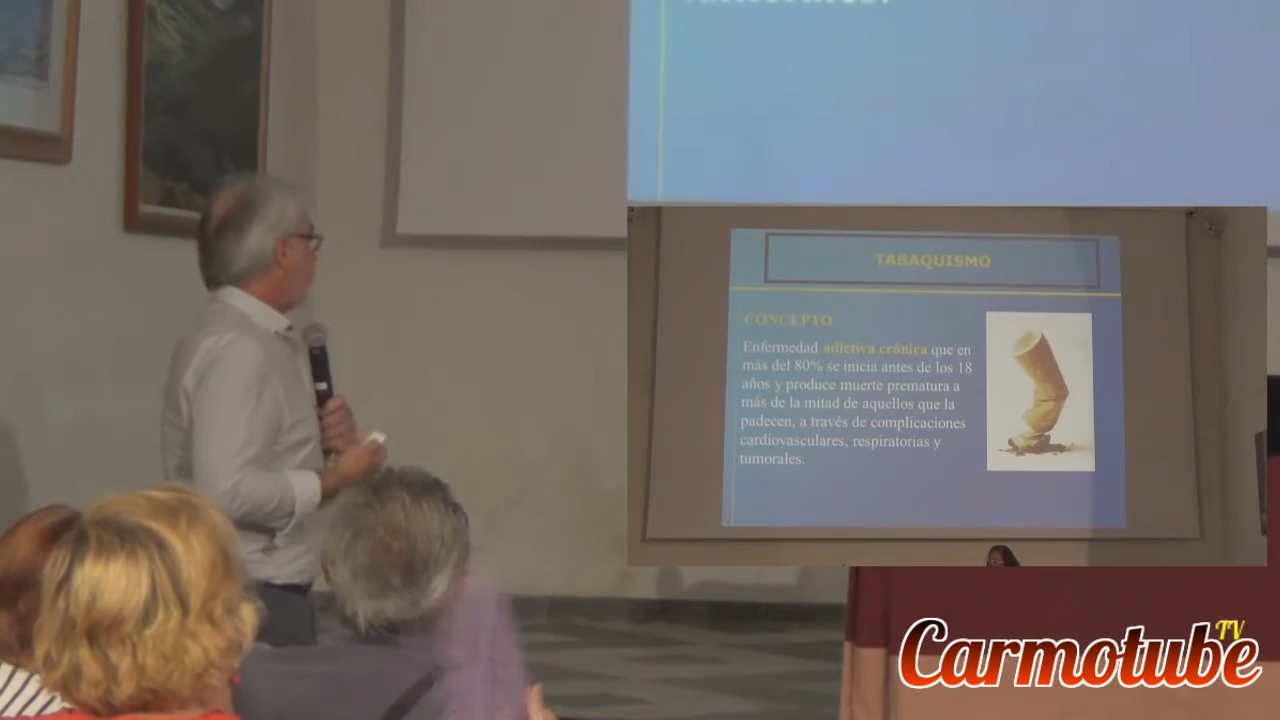 TABAQUISMO
CONCEPTO
Enfermedad adictiva crónica que en
más del 80% se inicia antes de los 18
años y produce muerte prematura a
más de la mitad de aquellos que la
padecen, a través de complicaciones
cardiovasculares, respiratorias y
tumorales.
Carmotube TV